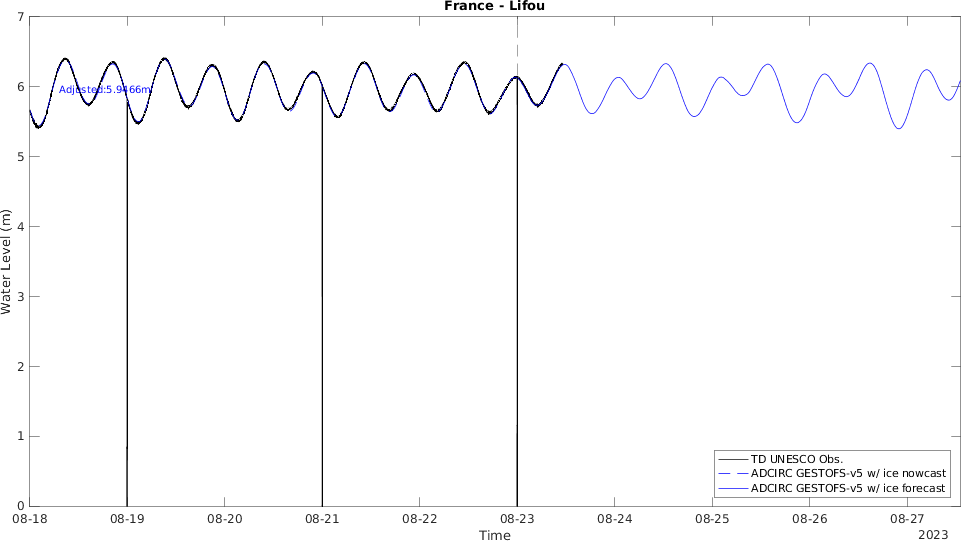 France - Lifou
7
6
5
4
3
2
1
0
Water Level (m)
Adjusted:5.9466m
TD UNESCO Obs.
ADCIRC GESTOFS-v5 w/ ice nowcast
ADCIRC GESTOFS-v5 w/ ice forecast
08-18 08-19 08-20 08-21 08-22 08-23 08-24 08-25 08-26 08-27
Time
2023